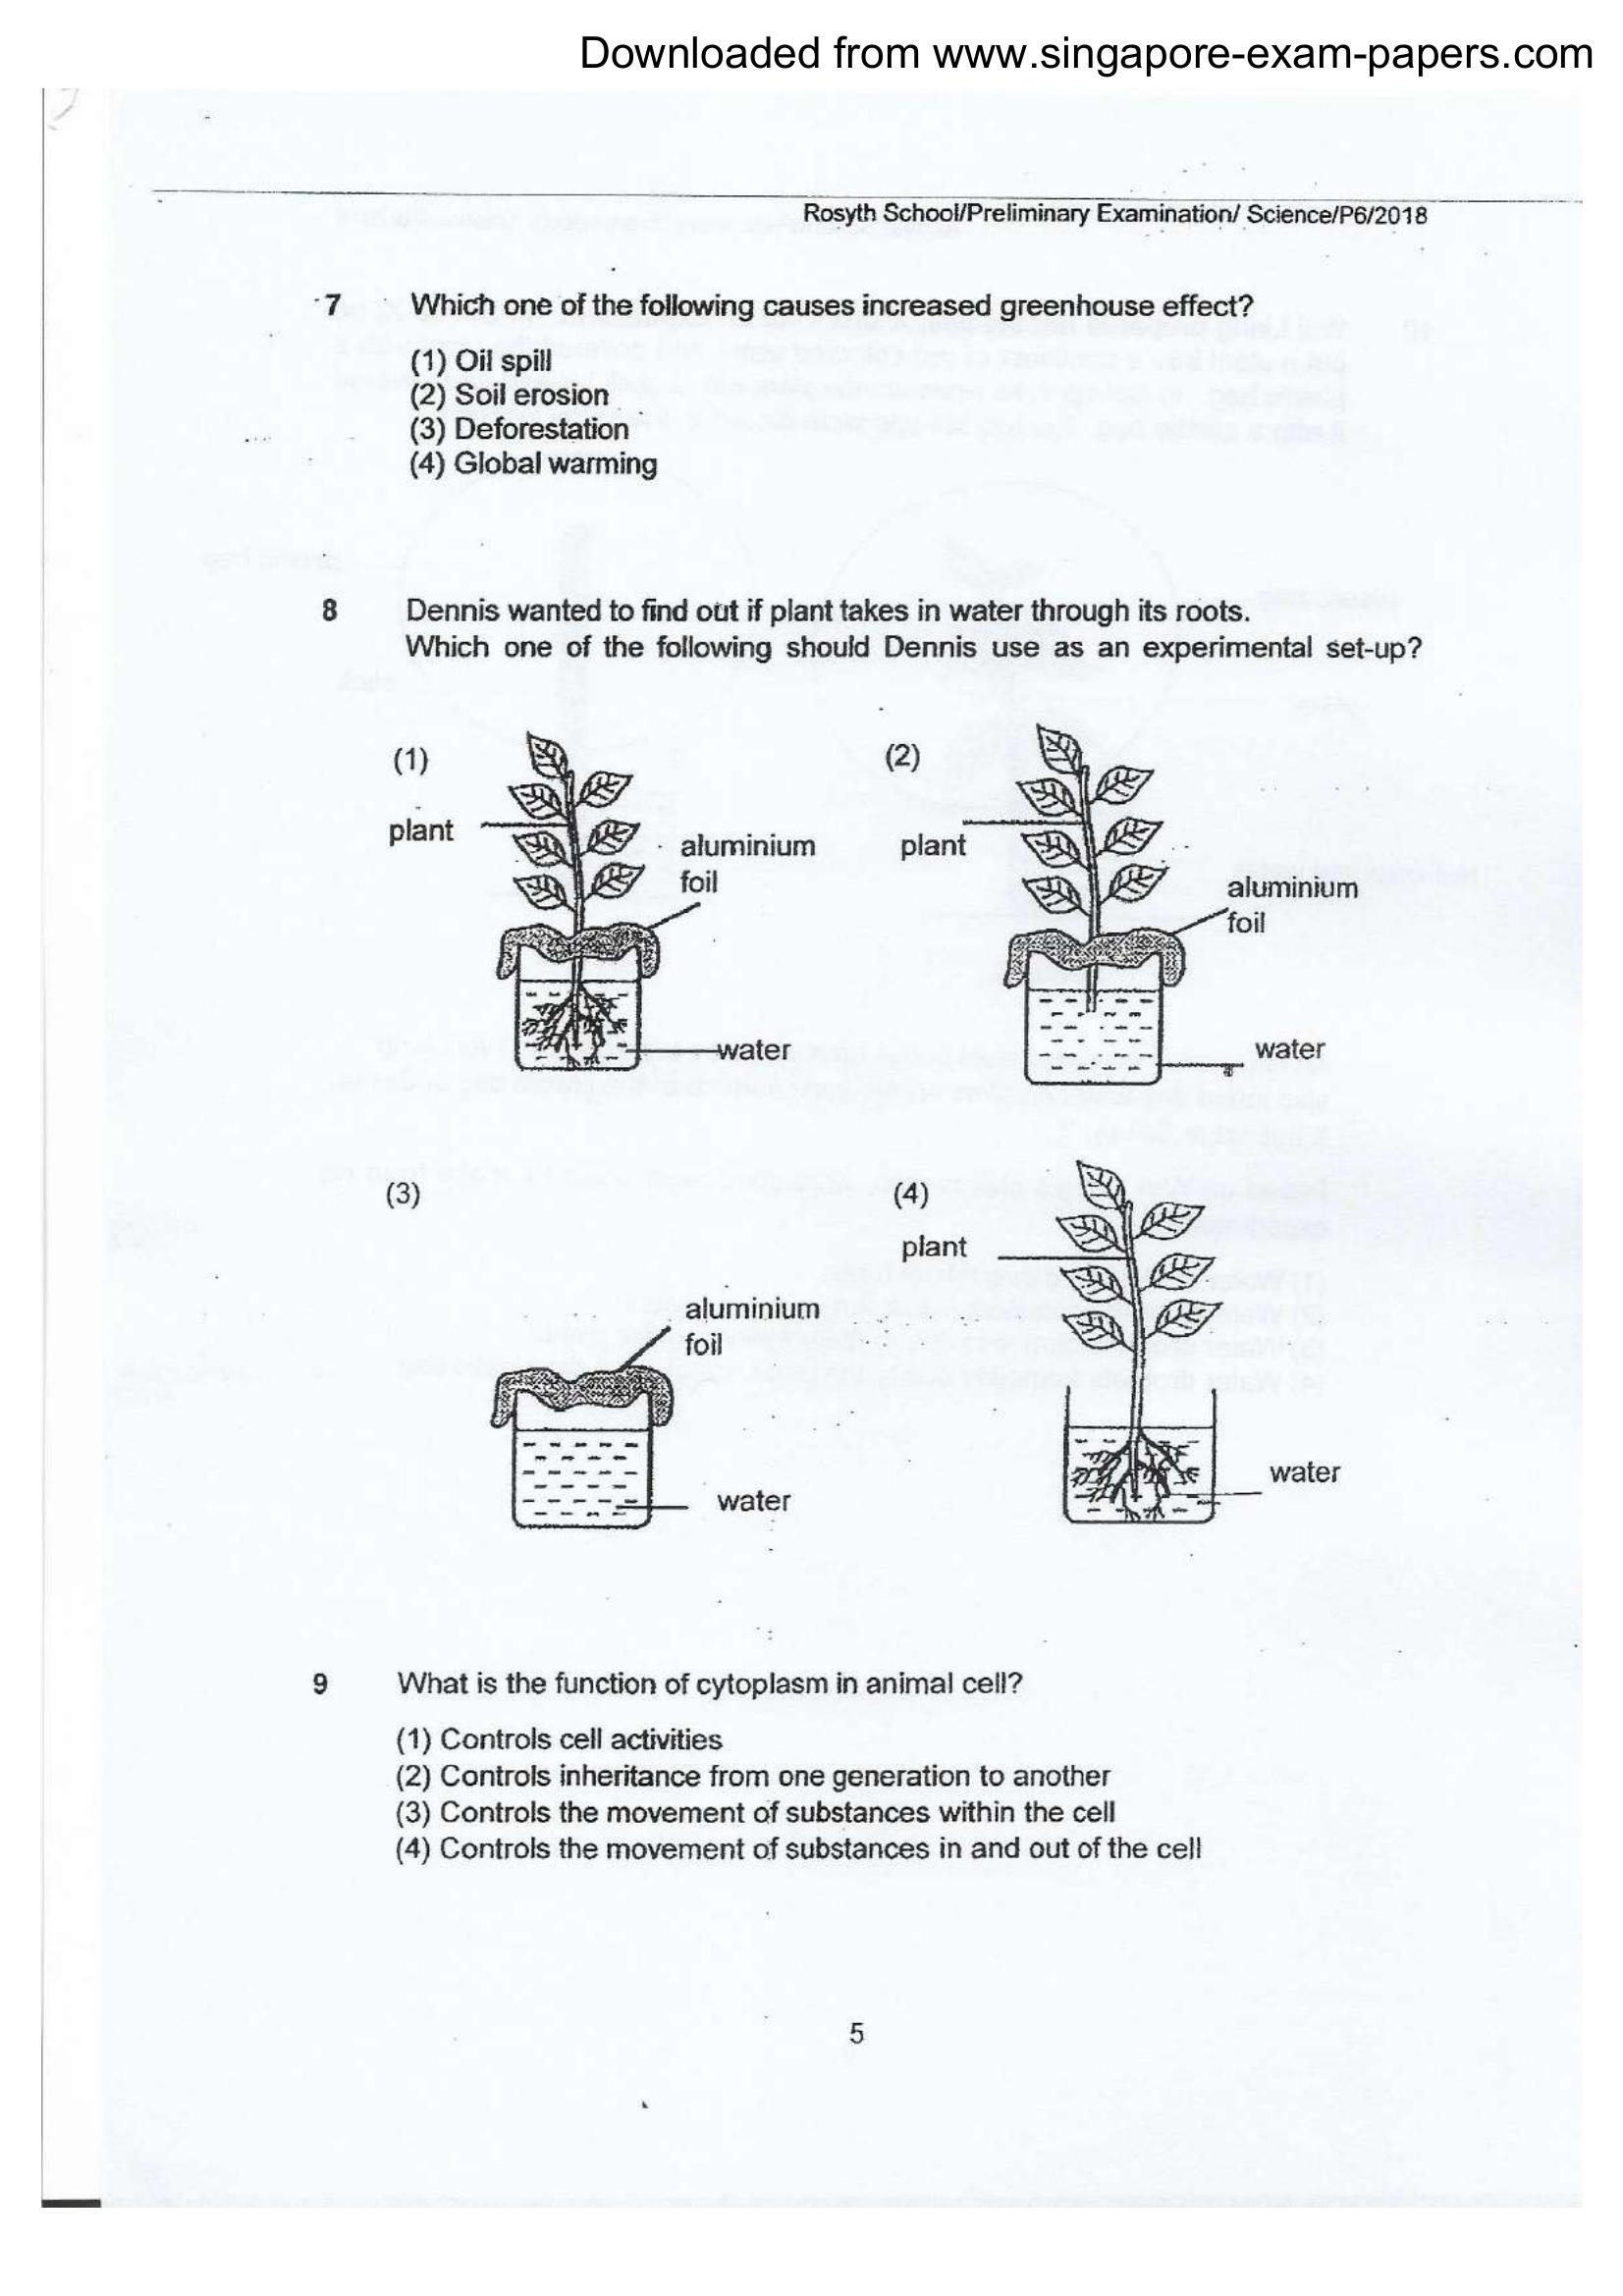 Downloaded from www.singapore-exam-papers.com
Rosyth School/Preliminary Examination/ Science/P6/2018
7 Which one of the following causes increased greenhouse effect?
(1) Oil spill
(2) Soil erosion
(3) Deforestation
(4) Global warming
8 Dennis wanted to find out if plant takes in water through its roots.
Which one of the following should Dennis use as an experimental set-up?
(1)
plant
aluminium
foil
water
(2)
plant
aluminium
foil
water
(3)
aluminium
foil
water
(4)
plant
water
9 What is the function of cytoplasm in animal cell?
(1) Controls cell activities
(2) Controls inheritance from one generation to another
(3) Controls the movement of substances within the cell
(4) Controls the movement of substances in and out of the cell
5